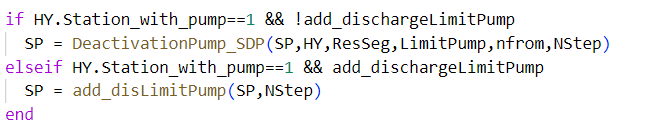 if HY.Station_with_pump==1 && !add_dischargeLimitPump
  SP = DeactivationPump_SDP(SP,HY,ResSeg,LimitPump,nfrom,NStep)
elseif HY.Station_with_pump==1 && add_dischargeLimitPump
  SP = add_disLimitPump(SP,NStep)
end